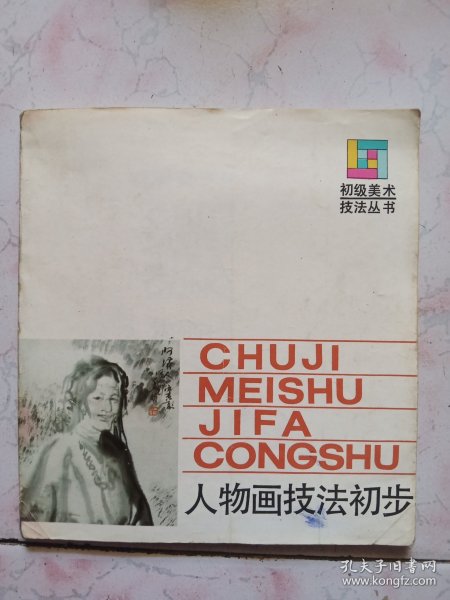 初级美术
技法丛书
CHUJI
MEISHU
JIFA
CONGSHU
人物画技法初步
孔夫子旧书网
www.kongfz.com